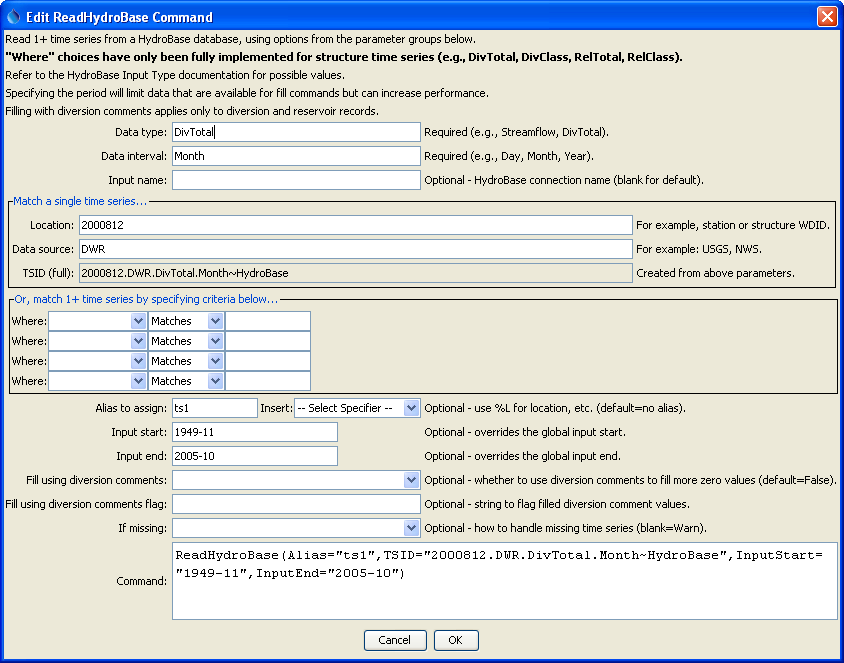 Edit ReadHydroBase Command
Read 1+ time series from a HydroBase database, using options from the parameter groups below.
"Where" choices have only been fully implemented for structure time series (e.g., DivTotal, DivClass, RelTotal, RelClass).
Refer to the HydroBase Input Type documentation for possible values.
Specifying the period will limit data that are available for fill commands but can increase performance.
Filling with diversion comments applies only to diversion and reservoir records.
Data type: DivTotal Required (e.g., Streamflow, DivTotal).
Data interval: Month Required (e.g., Day, Month, Year).
Input name: Optional - HydroBase connection name (blank for default).
Match a single time series...
Location: 2000812 For example, station or structure WDID.
Data source: DWR For example: USGS, NWS.
TSID (full): 2000812.DWR.DivTotal.Month~HydroBase Created from above parameters.
Or, match 1+ time series by specifying criteria below...
Where: Matches
Where: Matches
Where: Matches
Where: Matches
Alias to assign: ts1 Insert: -- Select Specifier -- Optional - use %L for location, etc. (default=no alias).
Input start: 1949-11 Optional - overrides the global input start.
Input end: 2005-10 Optional - overrides the global input end.
Fill using diversion comments: Optional - whether to use diversion comments to fill more zero values (default=False).
Fill using diversion comments flag: Optional - string to flag filled diversion comment values.
If missing: Optional - how to handle missing time series (blank=Warn).
Command: ReadHydroBase(Alias="ts1",TSID="2000812.DWR.DivTotal.Month~HydroBase",InputStart=
"1949-11",InputEnd="2005-10")
Cancel OK